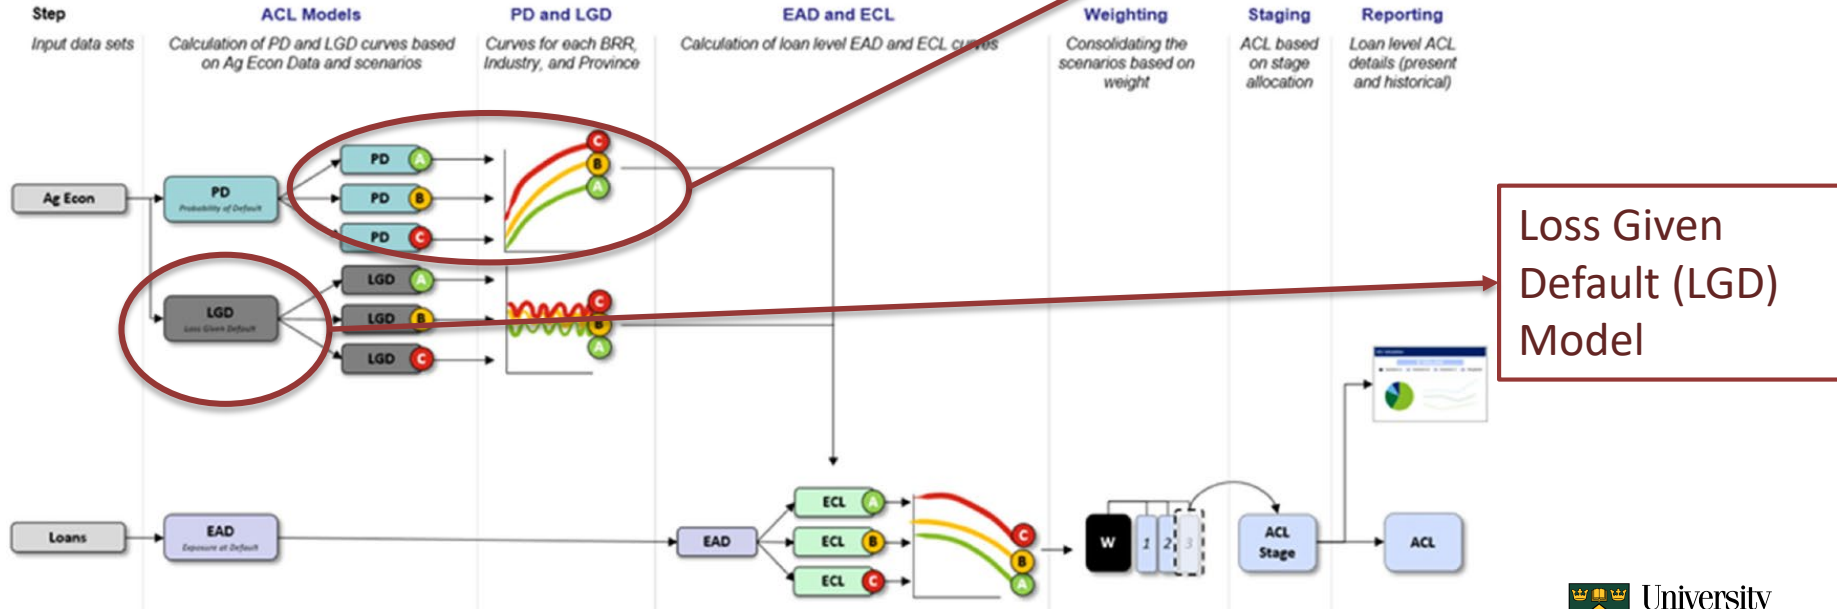 Step
Input data sets
ACL Models
Calculation of PD and LGD curves based
on Ag Econ Data and scenarios
PD and LGD
Curves for each BRR,
Industry, and Province
EAD and ECL
Calculation of loan level EAD and ECL curves
Weighting
Consolidating the
scenarios based on
weight
Staging
ACL based
on stage
allocation
Reporting
Loan level ACL
details (present
and historical)
Ag Econ
PD
Probability of Default
PD A
PD B
PD C
C
B
A
LGD
Loss Given Default
LGD A
LGD B
LGD C
C
B
A
Loss Given
Default (LGD)
Model
Loans
EAD
Exposure at Default
EAD
ECL A
ECL B
ECL C
C
B
A
W
1
2
3
ACL
Stage
ACL
University